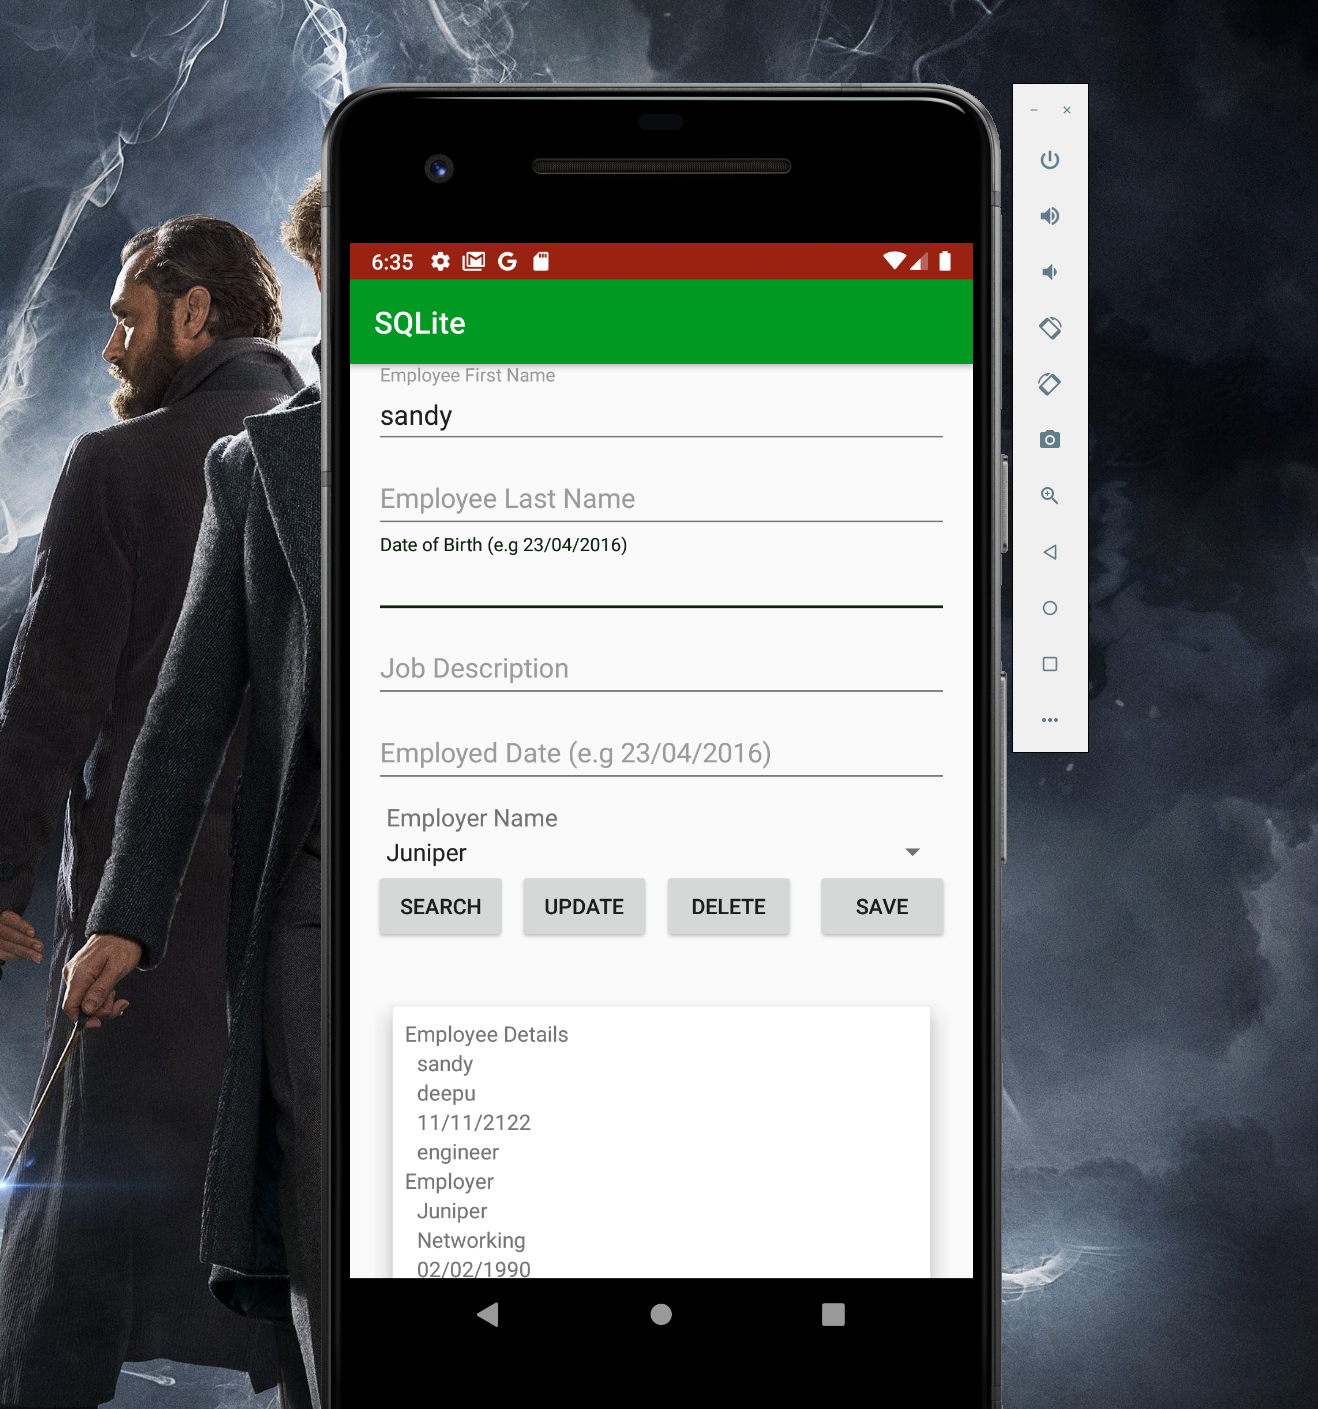 6:35
SQLite
Employee First Name
sandy
Employee Last Name
Date of Birth (e.g 23/04/2016)
Job Description
Employed Date (e.g 23/04/2016)
Employer Name
Juniper
SEARCH UPDATE DELETE SAVE
Employee Details
sandy
deepu
11/11/2122
engineer
Employer
Juniper
Networking
02/02/1990